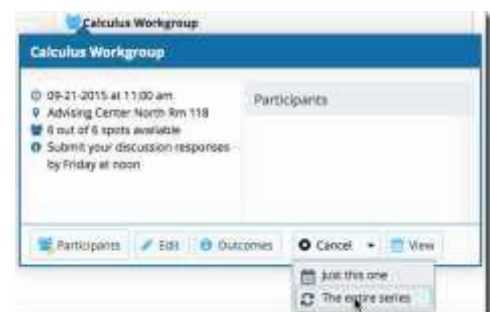 Calculus Workgroup
Calculus Workgroup
09-21-2015 at 11:00 am
Advising Center North Rm 118
6 out of 6 spots available
Submit your discussion responses
by Friday at noon
Participants
Participants
Edit
Outcomes
Cancel
View
Just this one
The entire series